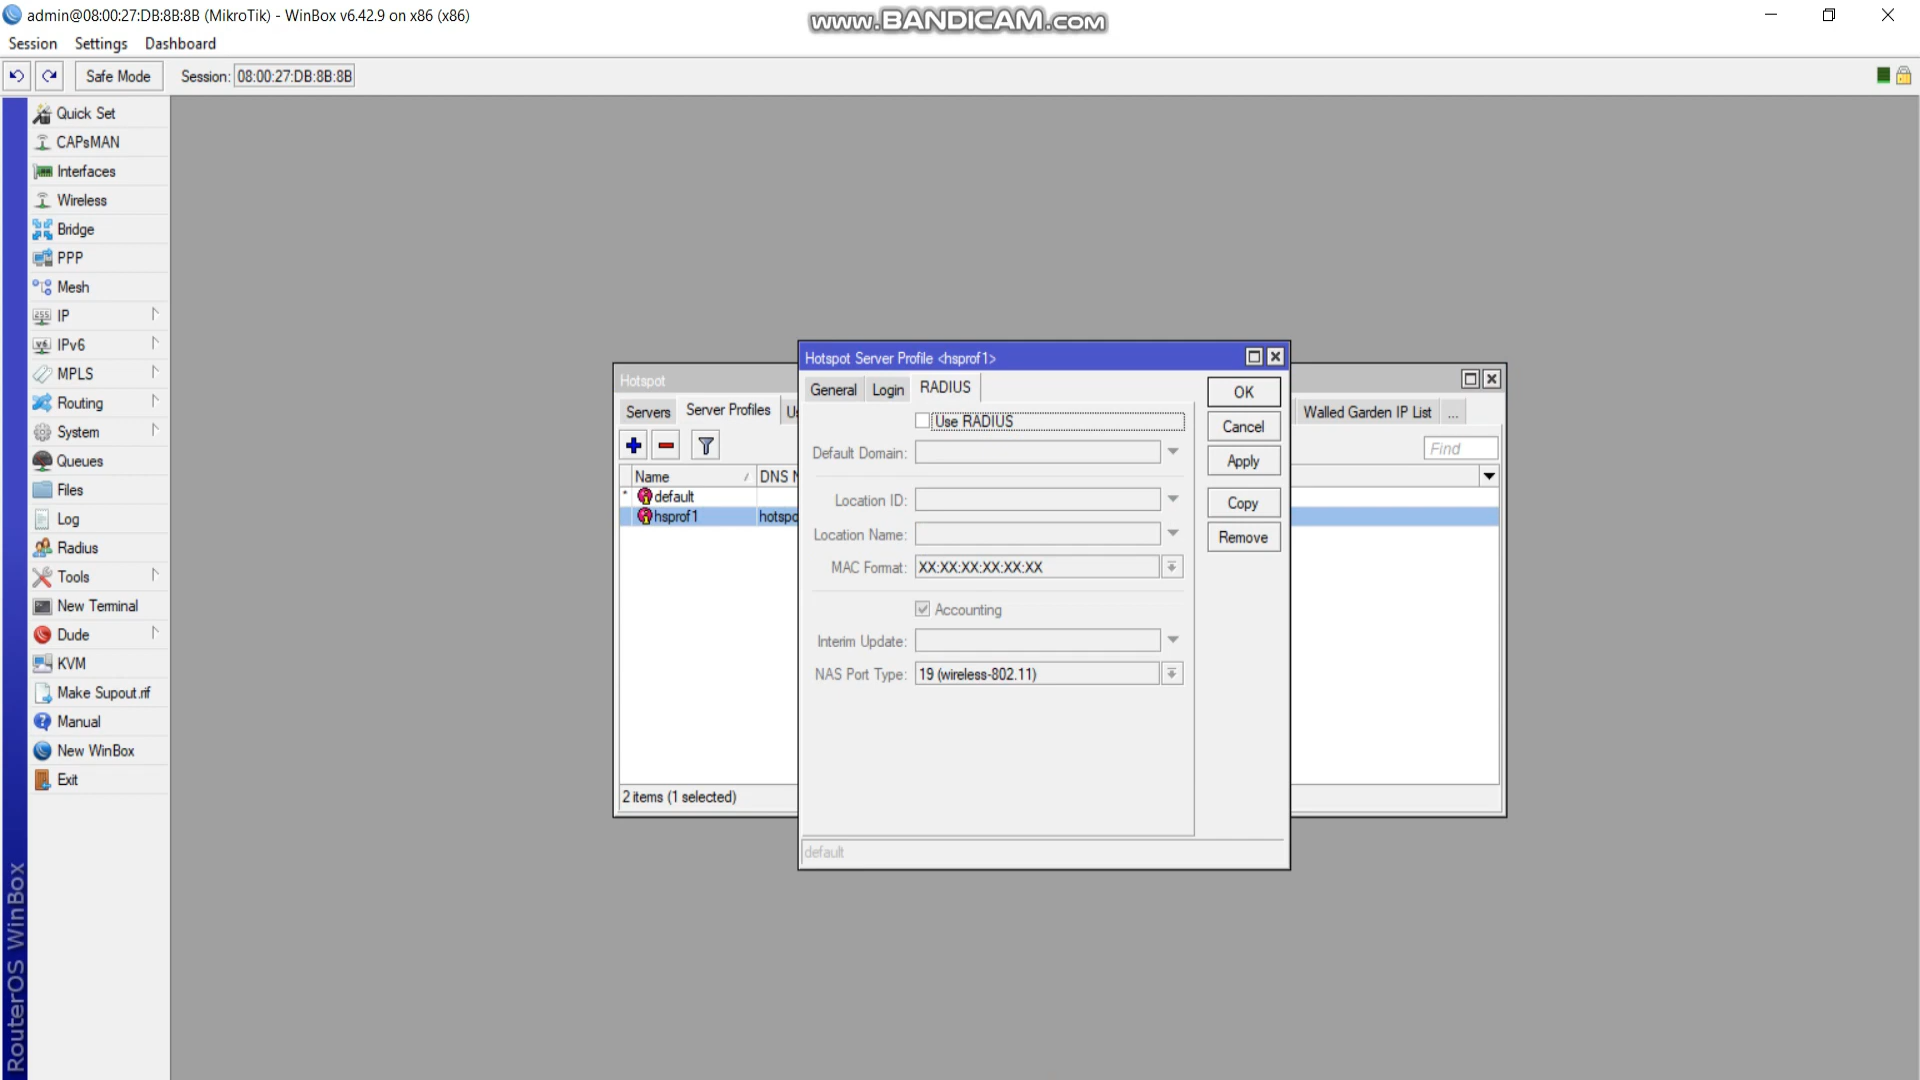 admin@08:00:27:DB:8B:8B (MikroTik) - WinBox v6.42.9 on x86 (x86)
www.BANDICAM.com
Session Settings Dashboard
Safe Mode Session: 08:00:27:DB:8B:8B
Quick Set
CAPsMAN
Interfaces
Wireless
Bridge
PPP
Mesh
IP
IPv6
MPLS
Routing
System
Queues
Files
Log
Radius
Tools
New Terminal
Dude
KVM
Make Supout.rif
Manual
New WinBox
Exit
RouterOS WinBox
Hotspot
Servers Server Profiles Us
Walled Garden IP List ...
Find
Name DNS N
* default
hsprof1 hotspo
2 items (1 selected)
Hotspot Server Profile <hsprof1>
General Login RADIUS
Use RADIUS
Default Domain:
Location ID:
Location Name:
MAC Format: XX:XX:XX:XX:XX:XX
Accounting
Interim Update:
NAS Port Type: 19 (wireless-802.11)
default
OK
Cancel
Apply
Copy
Remove